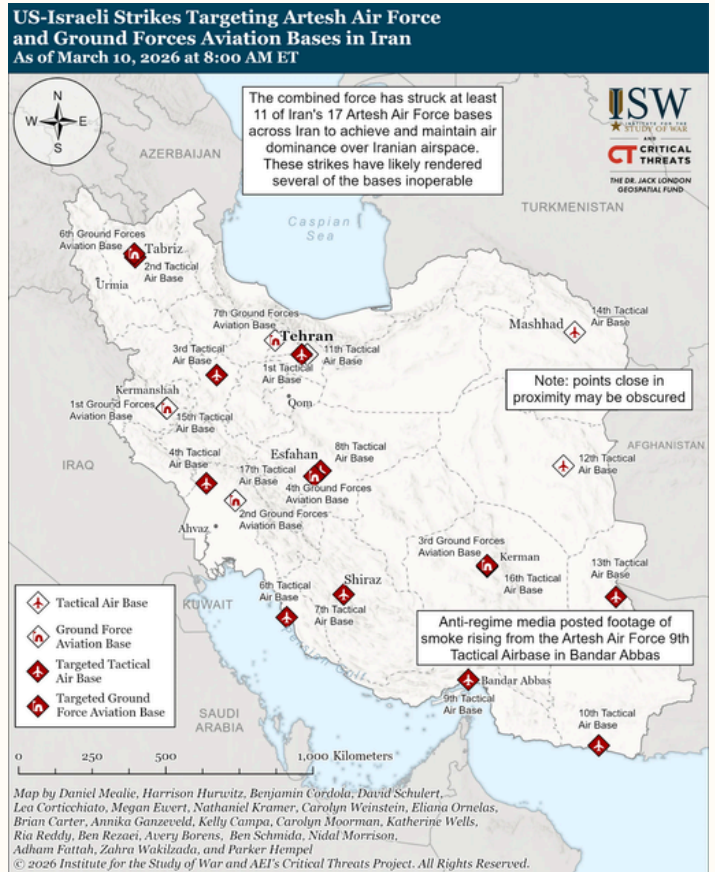 US-Israeli Strikes Targeting Artesh Air Force
and Ground Forces Aviation Bases in Iran
As of March 10, 2026 at 8:00 AM ET
N
W
E
S
The combined force has struck at least
11 of Iran's 17 Artesh Air Force bases
across Iran to achieve and maintain air
dominance over Iranian airspace.
These strikes have likely rendered
several of the bases inoperable
ISW
INSTITUTE FOR THE
STUDY OF WAR
AND
CT CRITICAL
THREATS
THE DR. JACK LONDON
GEOSPATIAL FUND
AZERBAIJAN
TURKMENISTAN
Caspian
Sea
6th Ground Forces
Aviation Base
Tabriz
2nd Tactical
Air Base
Urmia
7th Ground Forces
Aviation Base
Tehran
11th Tactical
Air Base
1st Tactical
Air Base
3rd Tactical
Air Base
Mashhad
14th Tactical
Air Base
Note: points close in
proximity may be obscured
Kermanshah
1st Ground Forces
Aviation Base
15th Tactical
Air Base
Qom
4th Tactical
Air Base
Esfahan
8th Tactical
Air Base
17th Tactical
Air Base
4th Ground Forces
Aviation Base
2nd Ground Forces
Aviation Base
12th Tactical
Air Base
AFGHANISTAN
IRAQ
Ahvaz
3rd Ground Forces
Aviation Base
Kerman
16th Tactical
Air Base
13th Tactical
Air Base
6th Tactical
Air Base
Shiraz
7th Tactical
Air Base
KUWAIT
Anti-regime media posted footage of
smoke rising from the Artesh Air Force 9th
Tactical Airbase in Bandar Abbas
Bandar Abbas
9th Tactical
Air Base
10th Tactical
Air Base
Tactical Air Base
Ground Force
Aviation Base
Targeted Tactical
Air Base
Targeted Ground
Force Aviation Base
SAUDI
ARABIA
0 250 500 1,000 Kilometers
Map by Daniel Mealie, Harrison Hurwitz, Benjamin Cordola, David Schulert,
Lea Corticchiato, Megan Ewert, Nathaniel Kramer, Carolyn Weinstein, Eliana Ornelas,
Brian Carter, Annika Ganzeveld, Kelly Campa, Carolyn Moorman, Katherine Wells,
Ria Reddy, Ben Rezaei, Avery Borens, Ben Schmida, Nidal Morrison,
Adham Fattah, Zahra Wakilzada, and Parker Hempel
© 2026 Institute for the Study of War and AEI's Critical Threats Project. All Rights Reserved.